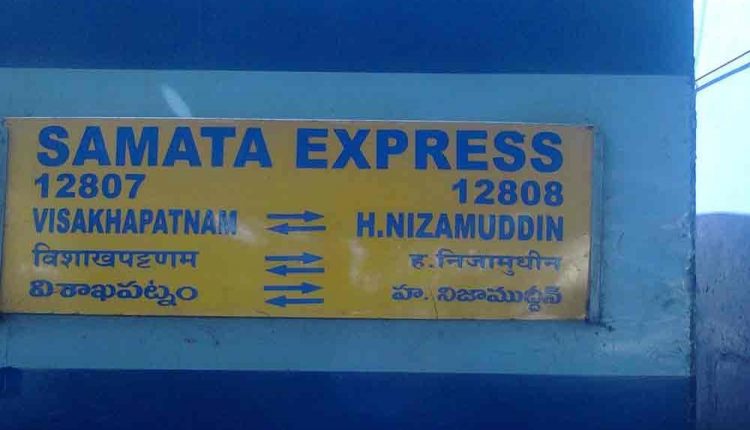 SAMATA EXPRESS
12807 12808
VISAKHAPATNAM H.NIZAMUDDIN
विशाखपट्टणम ह.निजामुधीन
విశాఖపట్నం హ. నిజాముద్దీన్